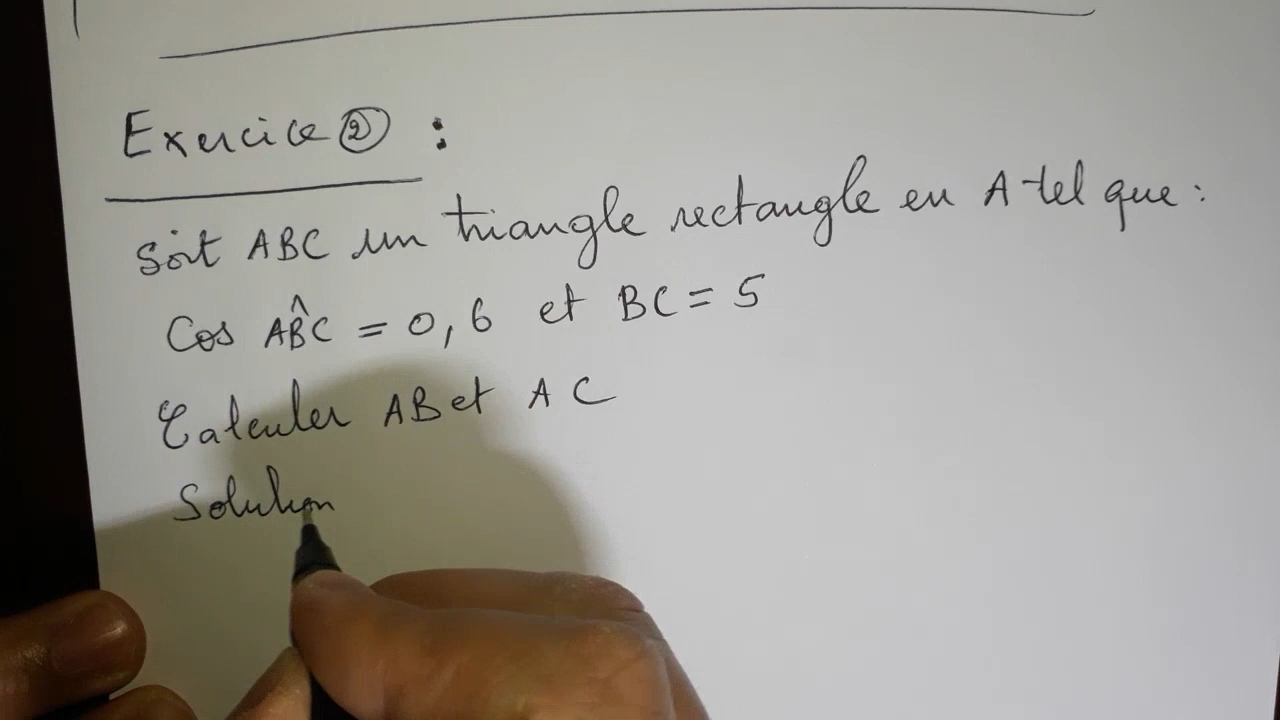 Exercice ② :
Soit ABC un triangle rectangle en A tel que :
Cos AB̂C = 0,6 et BC = 5
Calculer AB et AC
Solution